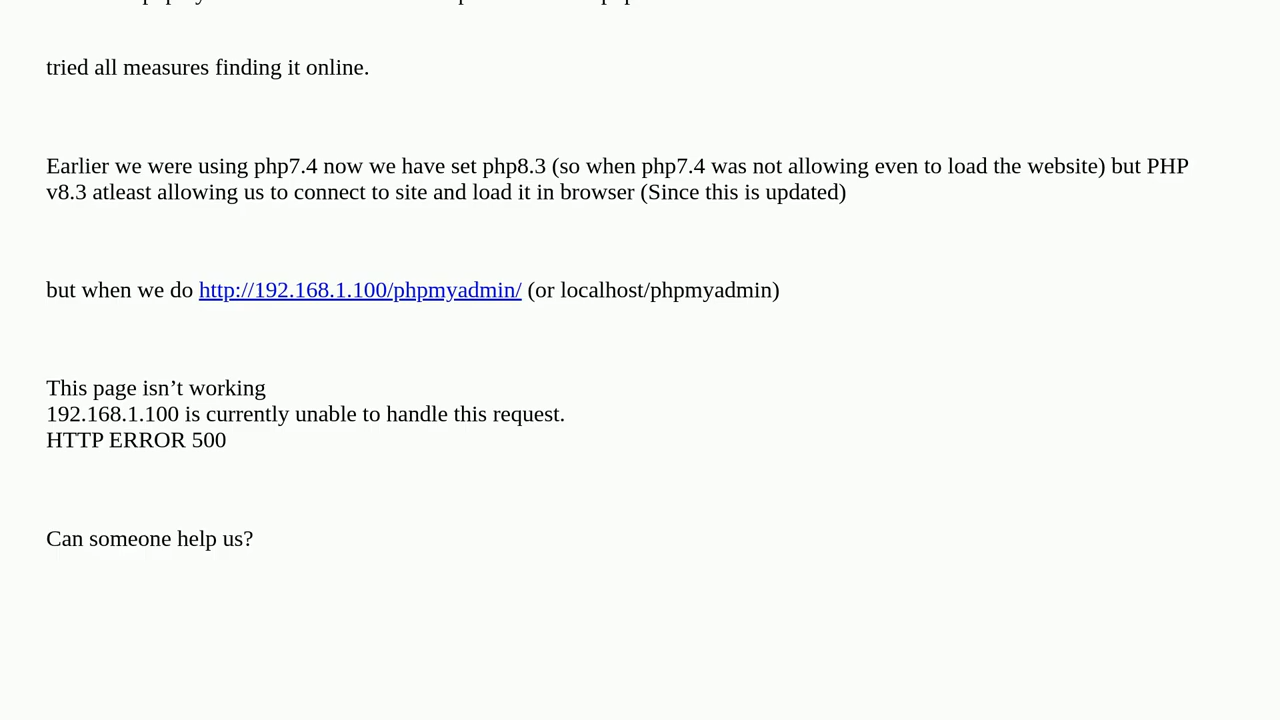 tried all measures finding it online.
Earlier we were using php7.4 now we have set php8.3 (so when php7.4 was not allowing even to load the website) but PHP
v8.3 atleast allowing us to connect to site and load it in browser (Since this is updated)
but when we do http://192.168.1.100/phpmyadmin/ (or localhost/phpmyadmin)
This page isn’t working
192.168.1.100 is currently unable to handle this request.
HTTP ERROR 500
Can someone help us?